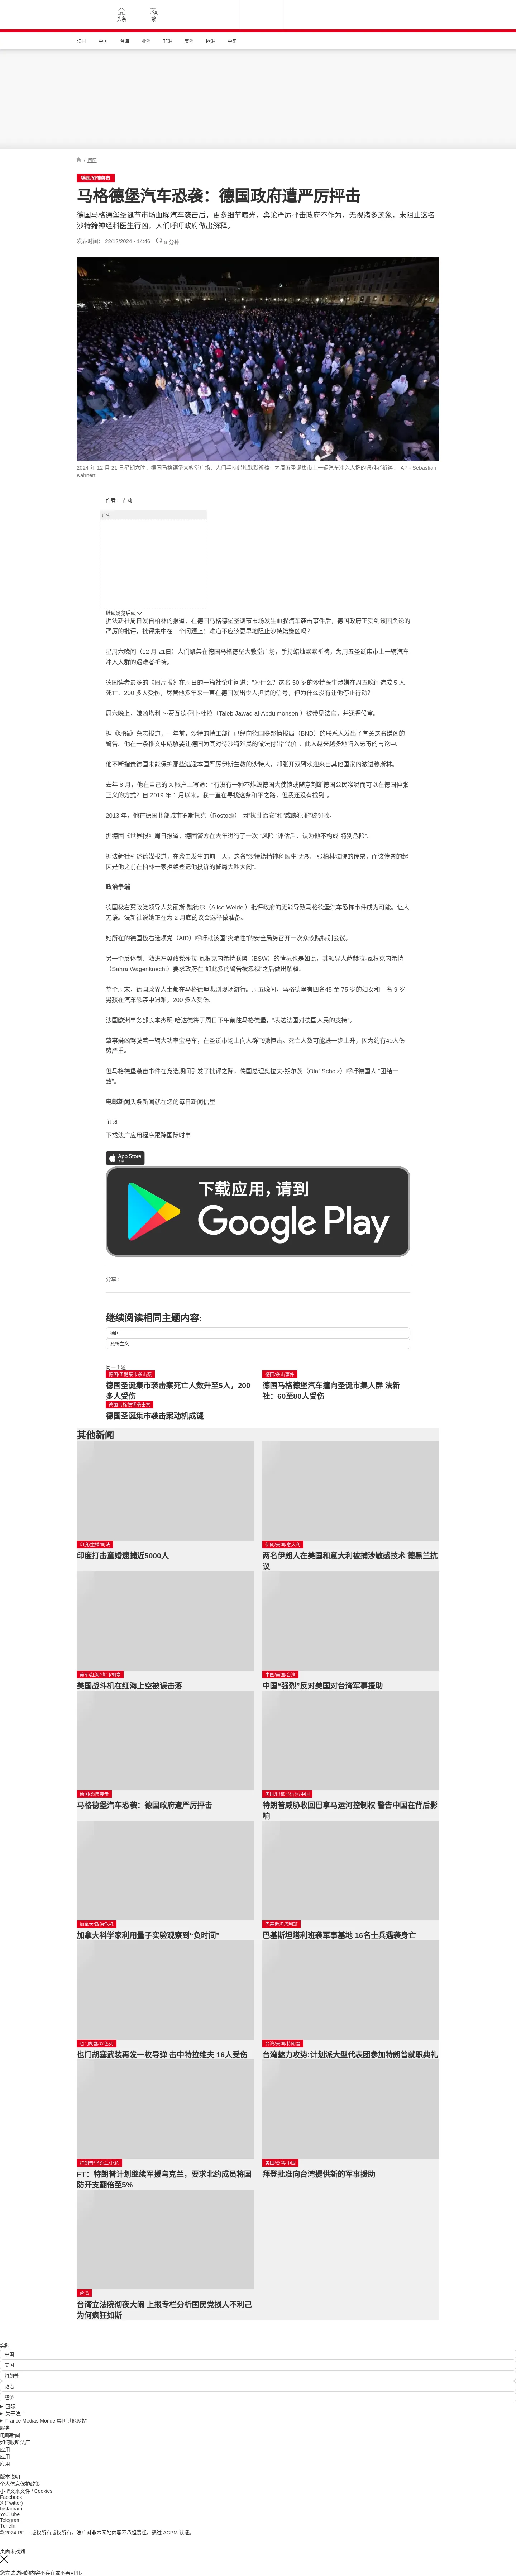 头条
繁
法国
中国
台海
亚洲
非洲
美洲
欧洲
中东
/ 国际
德国/恐怖袭击
马格德堡汽车恐袭：德国政府遭严厉抨击
德国马格德堡圣诞节市场血腥汽车袭击后，更多细节曝光，舆论严厉抨击政府不作为，无视诸多迹象，未阻止这名
沙特籍神经科医生行凶，人们呼吁政府做出解释。
发表时间： 22/12/2024 - 14:46
6 分钟
2024 年 12 月 21 日星期六晚，德国马格德堡大教堂广场，人们手持蜡烛默默祈祷，为周五圣诞集市上一辆汽车冲入人群的遇难者祈祷。 AP - Sebastian
Kahnert
作者： 古莉
广告
继续浏览后续
据法新社周日发自柏林的报道，在德国马格德堡圣诞节市场发生血腥汽车袭击事件后，德国政府正受到该国舆论的
严厉的批评，批评集中在一个问题上：难道不应该更早地阻止沙特籍嫌凶吗?
星周六晚间（12 月 21日）人们聚集在德国马格德堡大教堂广场，手持蜡烛默默祈祷，为周五圣诞集市上一辆汽车
冲入人群的遇难者祈祷。
德国读者最多的《图片报》在周日的一篇社论中问道："为什么？这名 50 岁的沙特医生涉嫌在周五晚间造成 5 人
死亡、200 多人受伤，尽管他多年来一直在德国发出令人担忧的信号，但为什么没有让他停止行动？
周六晚上，嫌凶塔利卜·贾瓦德·阿卜杜拉（Taleb Jawad al-Abdulmohsen ）被带见法官，并还押候审。
据《明镜》杂志报道，一年前，沙特的特工部门已经向德国联邦情报局（BND）的联系人发出了有关这名嫌凶的
警告。他在一条推文中威胁要让德国为其对待沙特难民的做法付出"代价"。此人越来越多地陷入恶毒的言论中。
他不断指责德国未能保护那些逃避本国严厉伊斯兰教的沙特人，却张开双臂欢迎来自其他国家的激进穆斯林。
去年 8 月，他在自己的 X 账户上写道："有没有一种不炸毁德国大使馆或随意割断德国公民喉咙而可以在德国伸张
正义的方式？自 2019 年 1 月以来，我一直在寻找这条和平之路，但我还没有找到"。
2013 年，他在德国北部城市罗斯托克（Rostock） 因"扰乱治安"和"威胁犯罪"被罚款。
据德国《世界报》周日报道，德国警方在去年进行了一次 "风险 "评估后，认为他不构成"特别危险"。
据法新社引述德媒报道，在袭击发生的前一天，这名"沙特籍精神科医生"无视一张柏林法院的传票，而该传票的起
因是他之前在柏林一家拒绝登记他投诉的警局大吵大闹"。
政治争端
德国极右翼政党领导人艾丽斯-魏德尔（Alice Weidel）批评政府的无能导致马格德堡汽车恐怖事件成为可能。让人
无语。法新社说她正在为 2 月底的议会选举做准备。
她所在的德国极右选项党（AfD）呼吁就该国"灾难性"的安全局势召开一次众议院特别会议。
另一个反体制、激进左翼政党莎拉·瓦根克内希特联盟（BSW）的情况也是如此，其领导人萨赫拉-瓦根克内希特
（Sahra Wagenknecht）要求政府在"如此多的警告被忽视"之后做出解释。
整个周末，德国政界人士都在马格德堡悲剧现场游行。周五晚间，马格德堡有四名45 至 75 岁的妇女和一名 9 岁
男孩在汽车恐袭中遇难，200 多人受伤。
法国欧洲事务部长本杰明-哈达德将于周日下午前往马格德堡，"表达法国对德国人民的支持"。
肇事嫌凶驾驶着一辆大功率宝马车，在圣诞市场上向人群飞驰撞击。死亡人数可能进一步上升，因为约有40人伤
势严重。
但马格德堡袭击事件在竞选期间引发了批评之际，德国总理奥拉夫-朔尔茨（Olaf Scholz）呼吁德国人 "团结一
致"。
电邮新闻头条新闻就在您的每日新闻信里
订阅
下载法广应用程序跟踪国际时事
App Store
下载应用，请到
Google Play
分享 :
继续阅读相同主题内容:
德国
恐怖主义
同一主题
德国/圣诞集市袭击案
德国圣诞集市袭击案死亡人数升至5人，200
多人受伤
德国/袭击事件
德国马格德堡汽车撞向圣诞市集人群 法新
社：60至80人受伤
德国马格德堡袭击案
德国圣诞集市袭击案动机成谜
其他新闻
印度/童婚/司法
印度打击童婚逮捕近5000人
伊朗/美国/意大利
两名伊朗人在美国和意大利被捕涉敏感技术 德黑兰抗
议
美军/红海/也门/胡塞
美国战斗机在红海上空被误击落
中国/美国/台湾
中国"强烈"反对美国对台湾军事援助
德国/恐怖袭击
马格德堡汽车恐袭：德国政府遭严厉抨击
美国/巴拿马运河/中国
特朗普威胁收回巴拿马运河控制权 警告中国在背后影
响
加拿大/政治危机
加拿大科学家利用量子实验观察到"负时间"
巴基斯坦塔利班
巴基斯坦塔利班袭军事基地 16名士兵遇袭身亡
也门胡塞/以色列
也门胡塞武装再发一枚导弹 击中特拉维夫 16人受伤
台湾/美国/特朗普
台湾魅力攻势:计划派大型代表团参加特朗普就职典礼
特朗普/乌克兰/北约
FT：特朗普计划继续军援乌克兰，要求北约成员将国
防开支翻倍至5%
美国/台湾/中国
拜登批准向台湾提供新的军事援助
台湾
台湾立法院彻夜大闹 上报专栏分析国民党损人不利己
为何疯狂如斯
实时
中国
美国
特朗普
政治
经济
国际
关于法广
France Médias Monde 集团其他网站
服务
电邮新闻
如何收听法广
应用
应用
应用
版本说明
个人信息保护政策
小型文本文件 / Cookies
Facebook
X (Twitter)
Instagram
YouTube
Telegram
TuneIn
© 2024 RFI – 版权所有版权所有。法广对非本网站内容不承担责任。通过 ACPM 认证。
页面未找到
您尝试访问的内容不存在或不再可用。